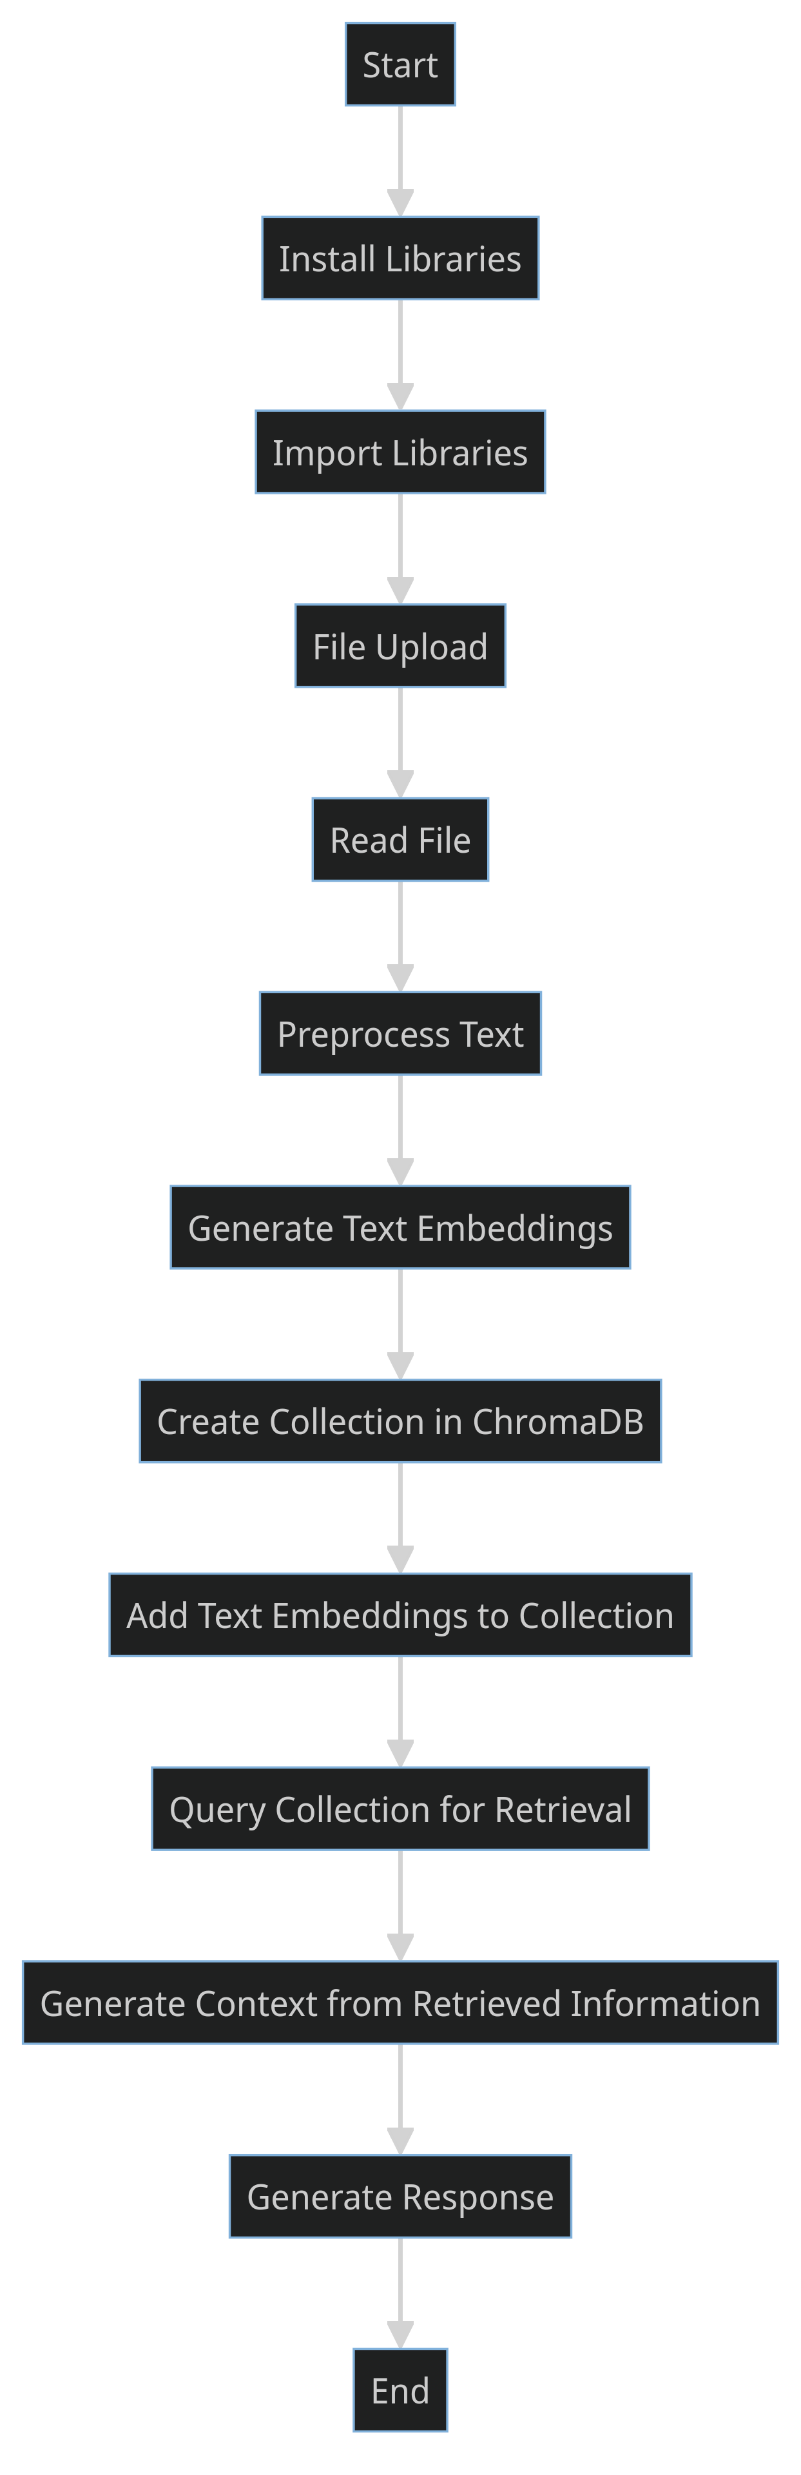 Start
Install Libraries
Import Libraries
File Upload
Read File
Preprocess Text
Generate Text Embeddings
Create Collection in ChromaDB
Add Text Embeddings to Collection
Query Collection for Retrieval
Generate Context from Retrieved Information
Generate Response
End